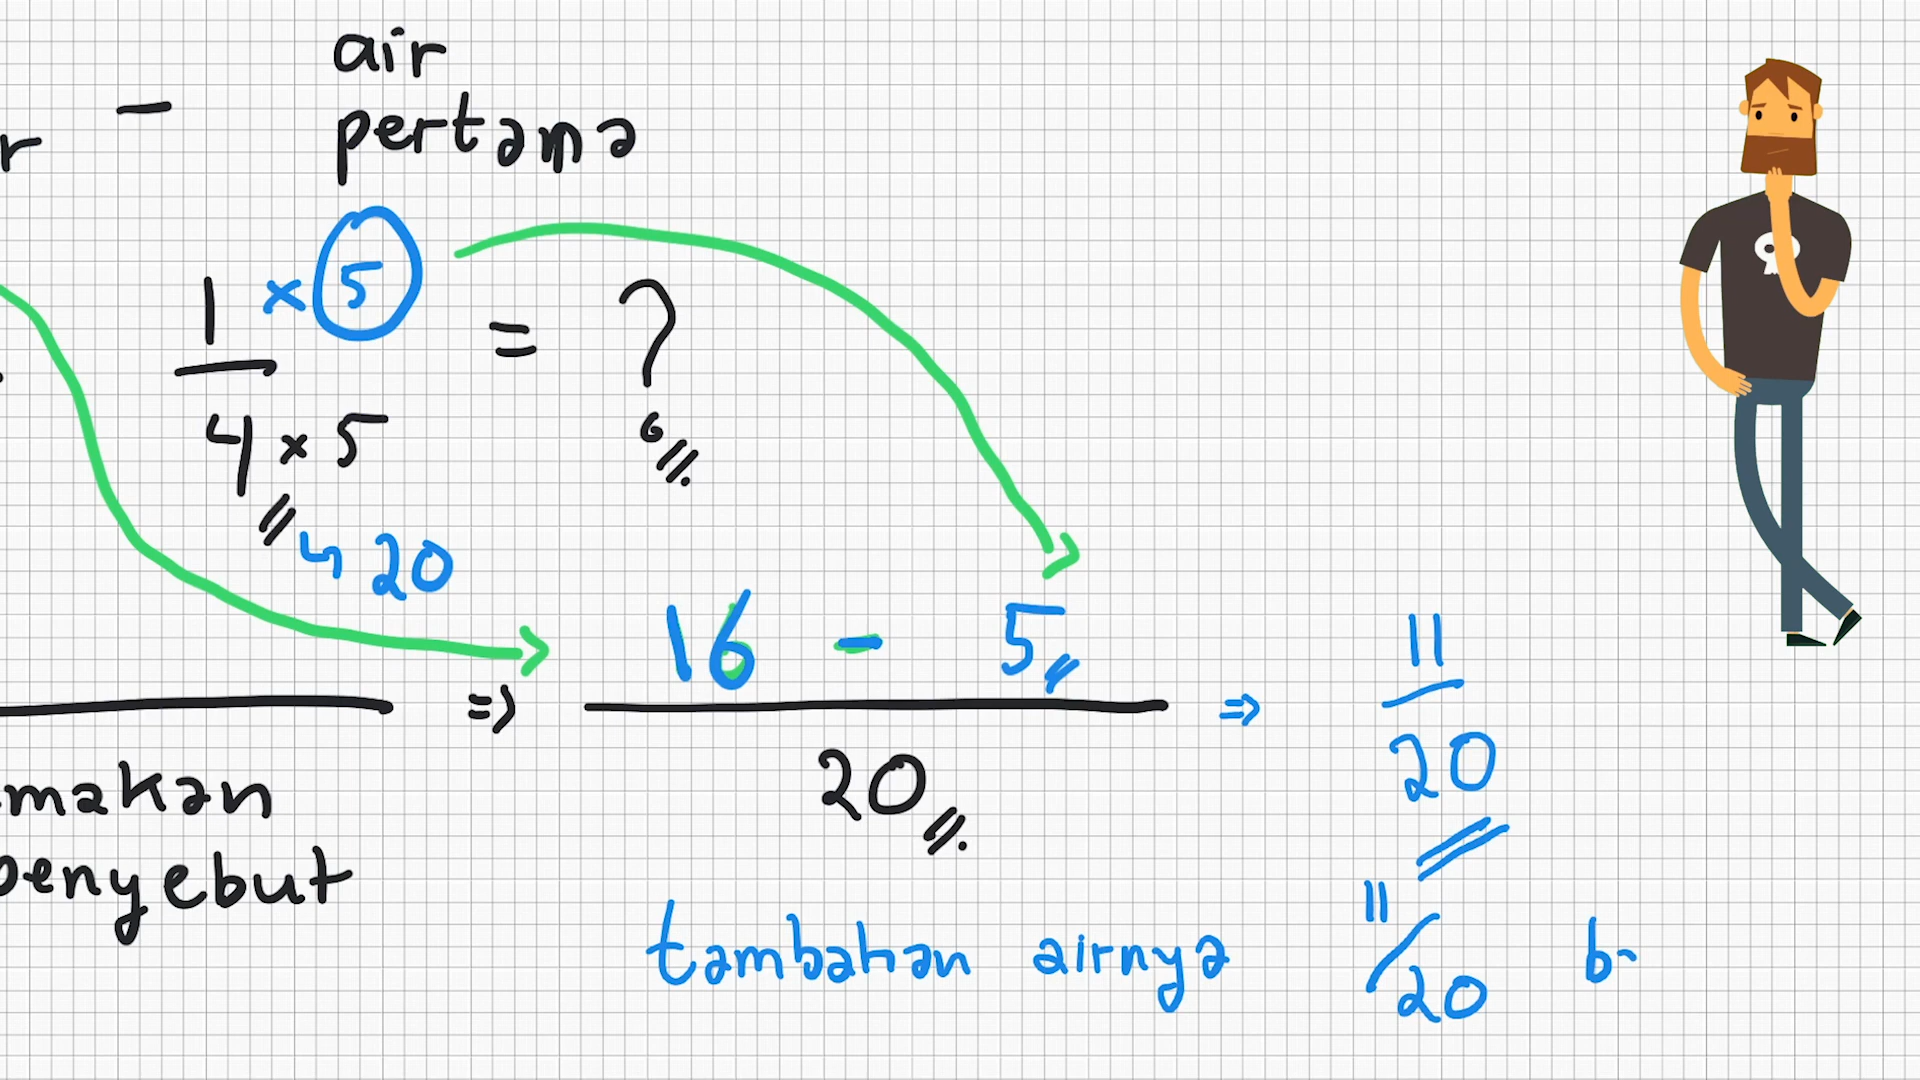 air
r - pertama
1 × 5
= ?
4 × 5
↳ 20
16 - 5
=> => 11
20
20
makan
penyebut
tambahan airnya 11/20 b